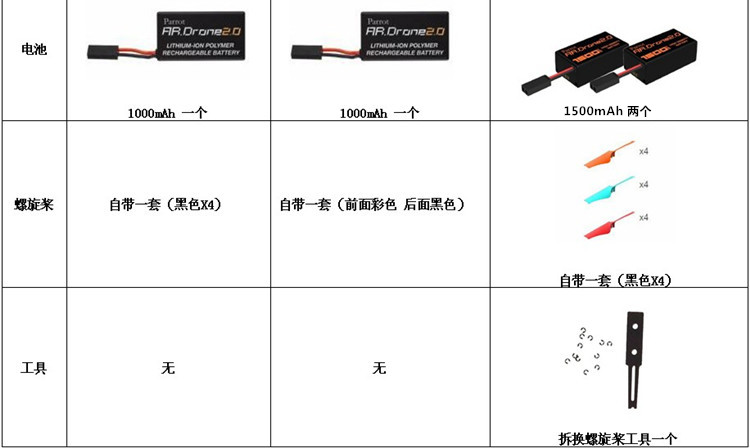 电池
Parrot
AR.Drone2.0
LITHIUM-ION POLYMER
RECHARGEABLE BATTERY
1000mAh 一个
Parrot
AR.Drone2.0
LITHIUM-ION POLYMER
RECHARGEABLE BATTERY
1000mAh 一个
AR.Drone2.0
1500
AR.Drone2.0
1500
1500mAh 两个
螺旋桨
自带一套（黑色X4）
自带一套（前面彩色 后面黑色）
x4
x4
x4
自带一套（黑色X4）
工具
无
无
拆换螺旋桨工具一个